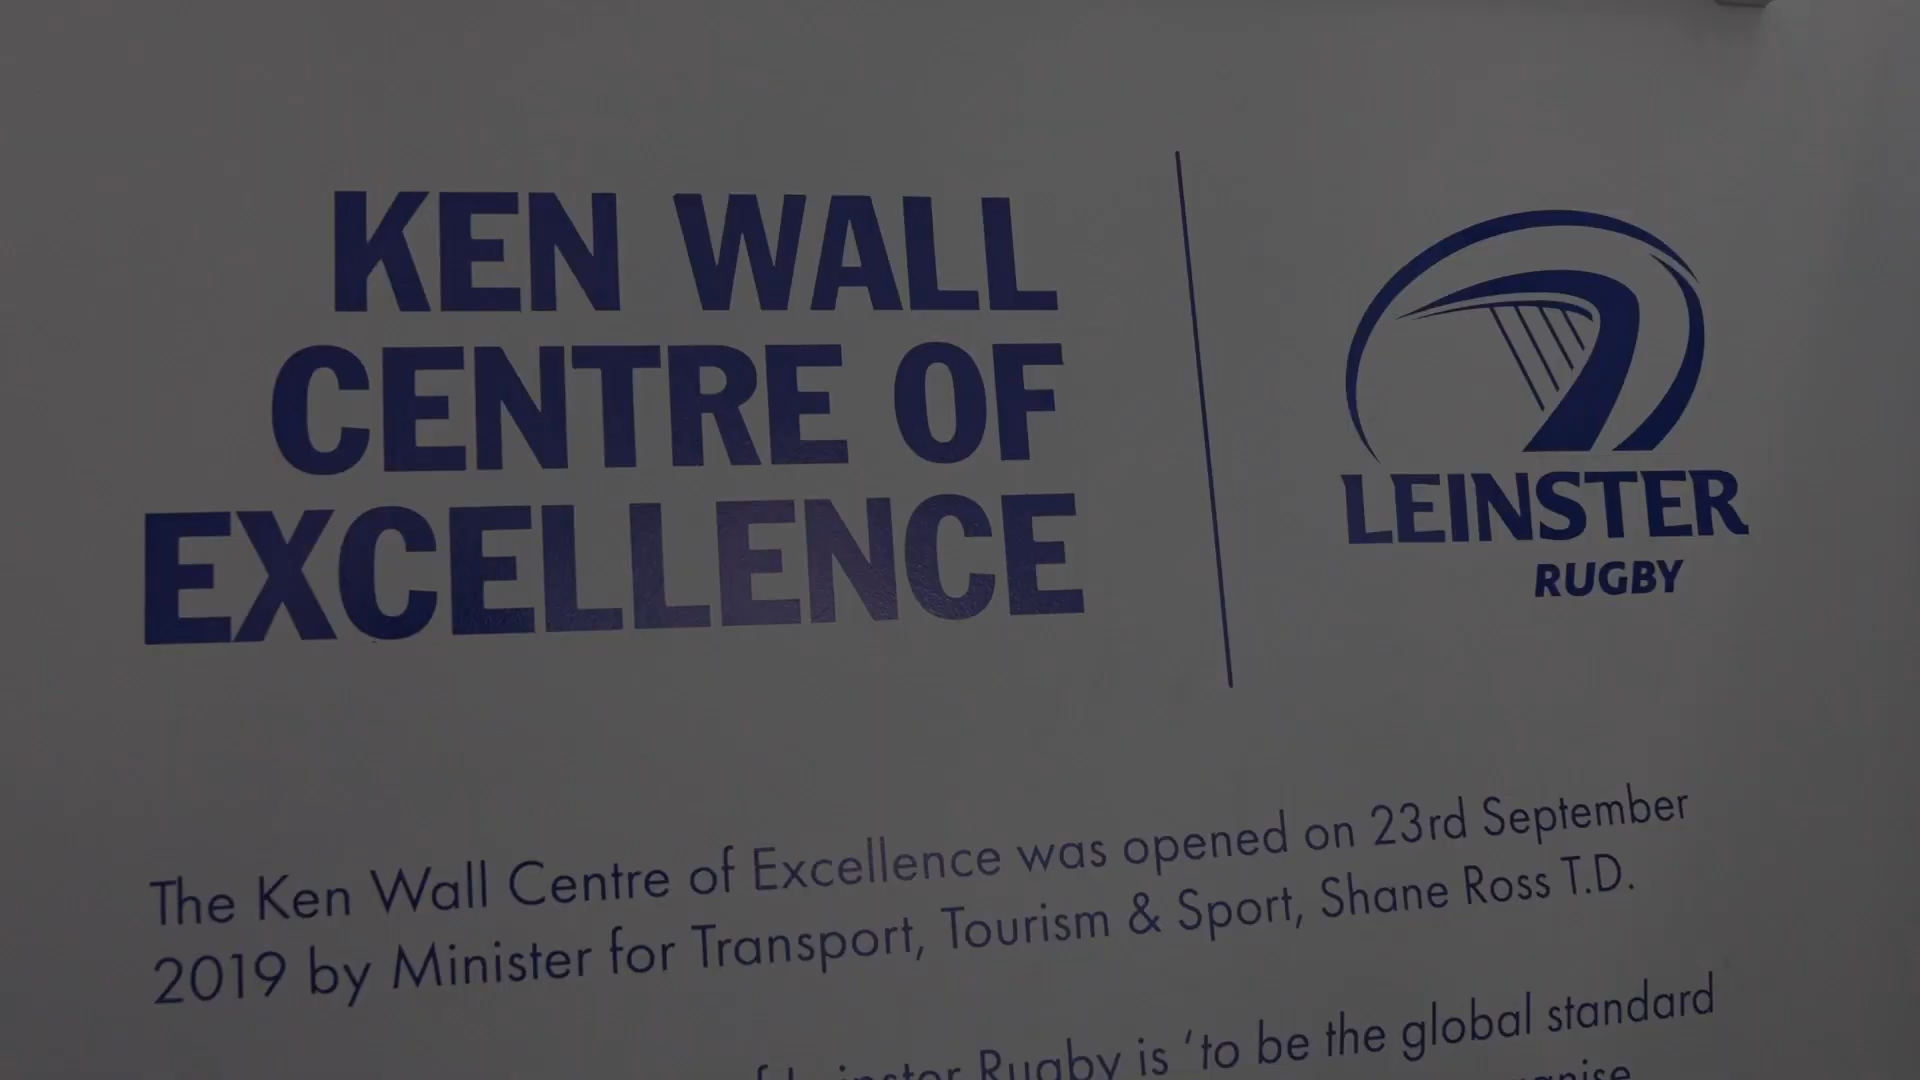 KEN WALL
CENTRE OF
EXCELLENCE
LEINSTER
RUGBY
The Ken Wall Centre of Excellence was opened on 23rd September
2019 by Minister for Transport, Tourism & Sport, Shane Ross T.D.
Rugby is ‘to be the global standard